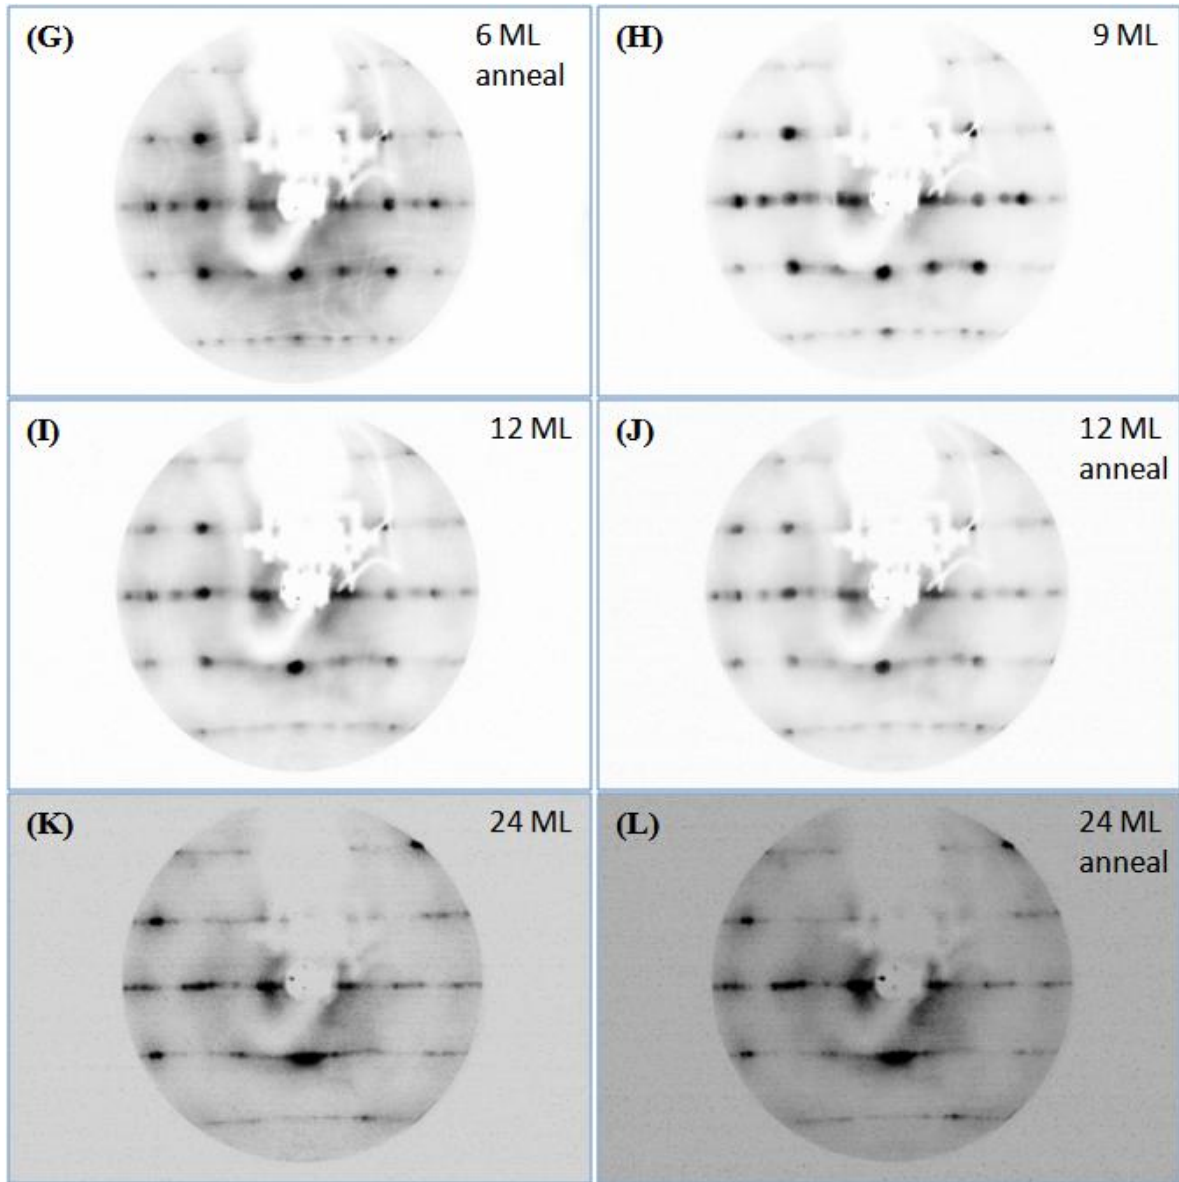 (G)
6 ML
anneal
(H)
9 ML
(I)
12 ML
(J)
12 ML
anneal
(K)
24 ML
(L)
24 ML
anneal